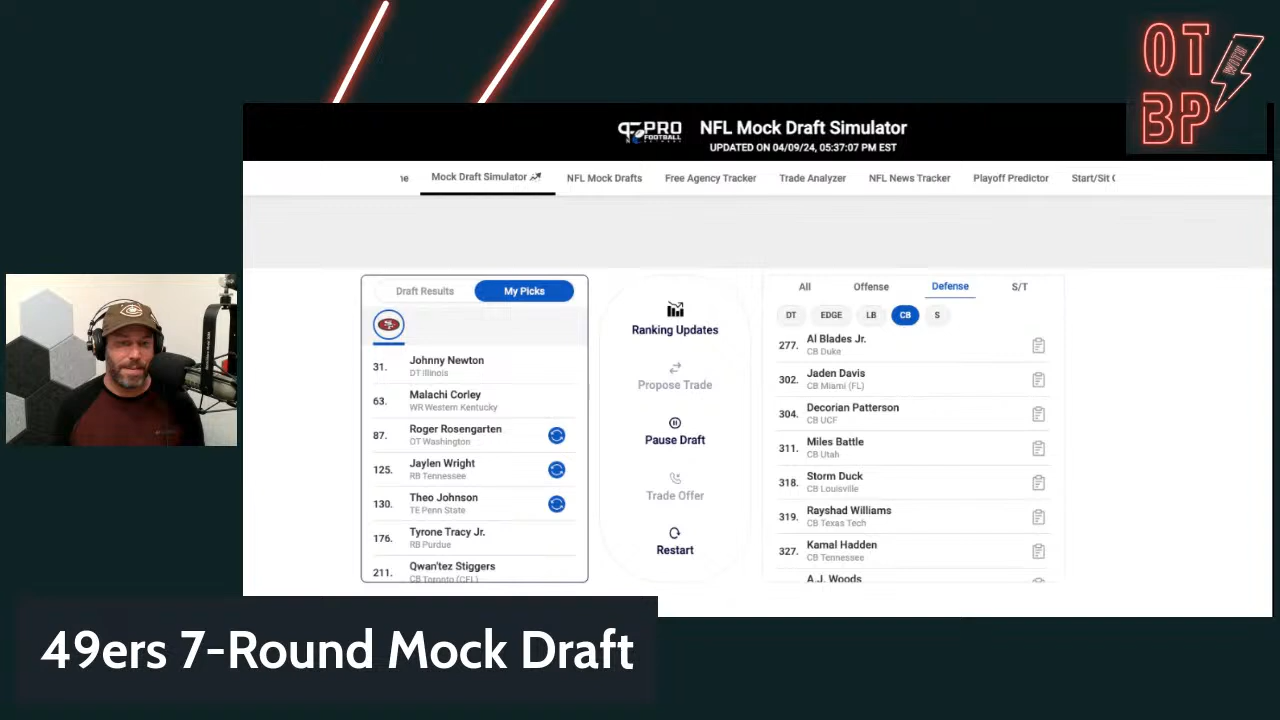 OT
WITH
BP
PRO
FOOTBALL
NETWORK
NFL Mock Draft Simulator
UPDATED ON 04/09/24, 05:37:07 PM EST
Mock Draft Simulator
NFL Mock Drafts
Free Agency Tracker
Trade Analyzer
NFL News Tracker
Playoff Predictor
Draft Results
My Picks
31.
Johnny Newton
DT Illinois
63.
Malachi Corley
WR Western Kentucky
87.
Roger Rosengarten
OT Washington
125.
Jaylen Wright
RB Tennessee
130.
Theo Johnson
TE Penn State
176.
Tyrone Tracy Jr.
RB Purdue
211.
Qwan'tez Stiggers
CB Toronto (CFL)
Ranking Updates
Propose Trade
Pause Draft
Trade Offer
Restart
All
Offense
Defense
S/T
DT
EDGE
LB
CB
S
277.
Al Blades Jr.
CB Duke
302.
Jaden Davis
CB Miami (FL)
304.
Decorian Patterson
CB UCF
311.
Miles Battle
CB Utah
318.
Storm Duck
CB Louisville
319.
Rayshad Williams
CB Texas Tech
327.
Kamal Hadden
CB Tennessee
A.J. Woods
49ers 7-Round Mock Draft